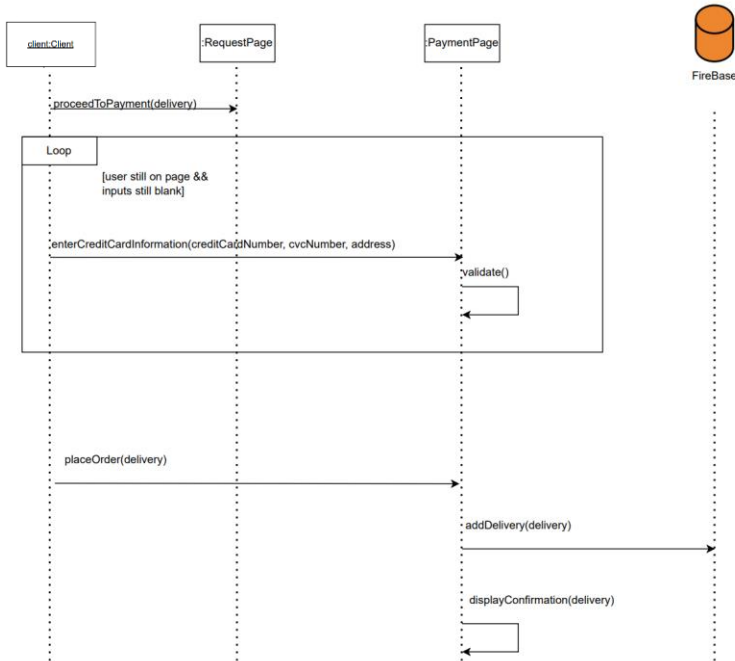 client:Client
:RequestPage
:PaymentPage
FireBase
proceedToPayment(delivery)
Loop
[user still on page &&
inputs still blank]
enterCreditCardInformation(creditCardNumber, cvcNumber, address)
validate()
placeOrder(delivery)
addDelivery(delivery)
displayConfirmation(delivery)